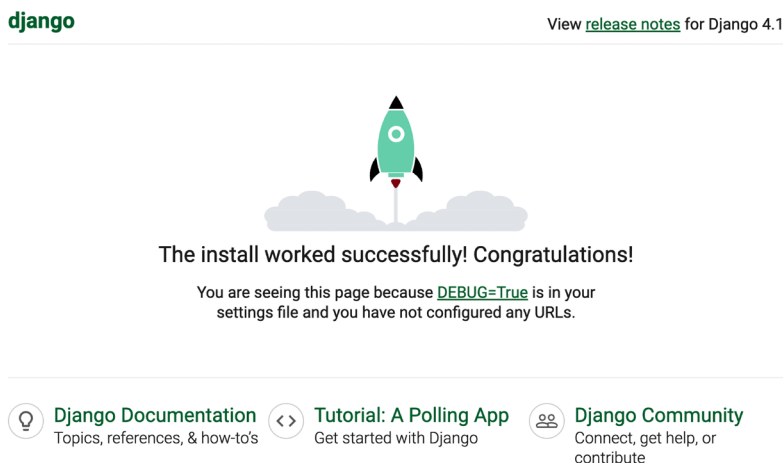 django
View release notes for Django 4.1
The install worked successfully! Congratulations!
You are seeing this page because DEBUG=True is in your
settings file and you have not configured any URLs.
Django Documentation
Topics, references, & how-to's
Tutorial: A Polling App
Get started with Django
Django Community
Connect, get help, or
contribute